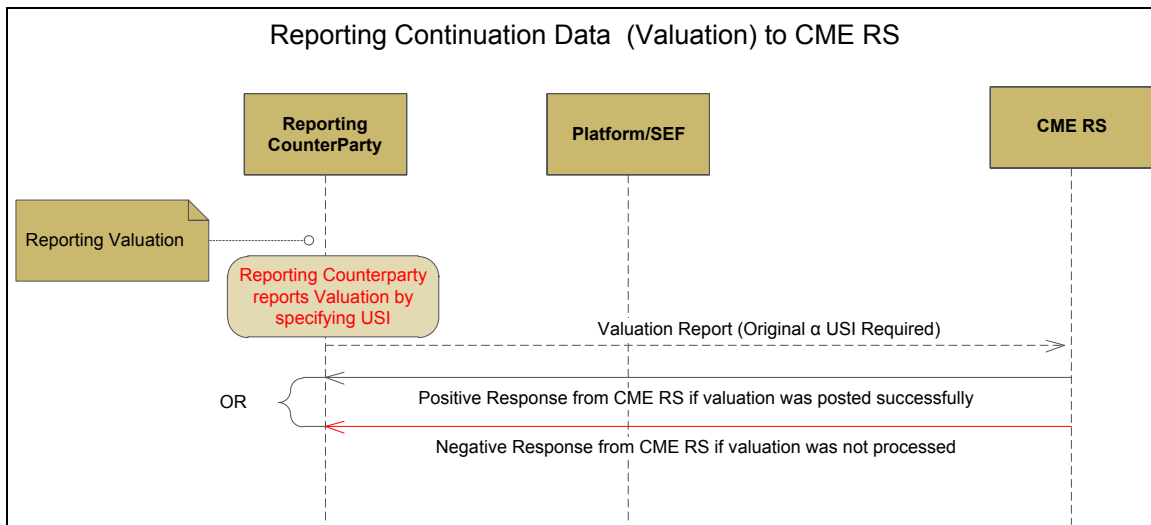 Reporting Continuation Data (Valuation) to CME RS
Reporting
CounterParty
Platform/SEF
CME RS
Reporting Valuation
Reporting Counterparty
reports Valuation by
specifying USI
Valuation Report (Original α USI Required)
OR
Positive Response from CME RS if valuation was posted successfully
Negative Response from CME RS if valuation was not processed